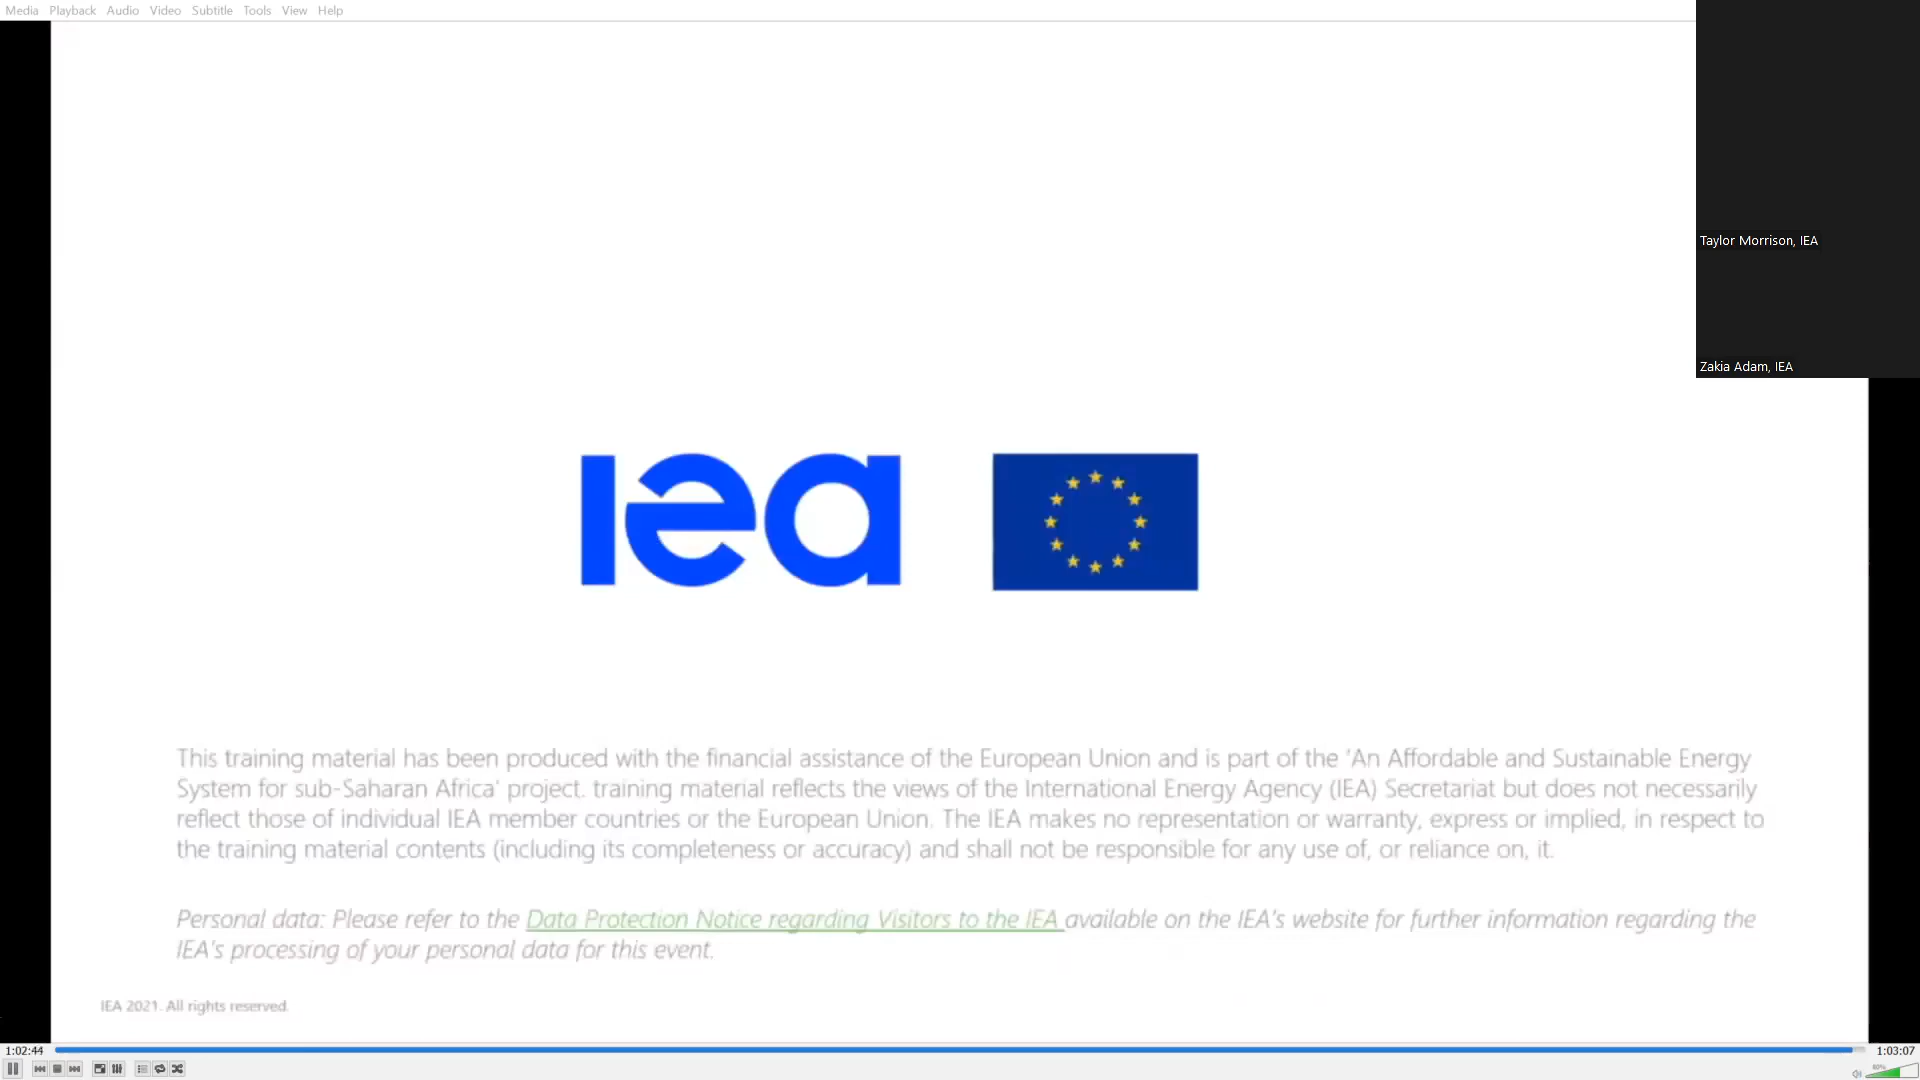 Media Playback Audio Video Subtitle Tools View Help
Taylor Morrison, IEA
Zakia Adam, IEA
iea
This training material has been produced with the financial assistance of the European Union and is part of the 'An Affordable and Sustainable Energy
System for sub-Saharan Africa' project. training material reflects the views of the International Energy Agency (IEA) Secretariat but does not necessarily
reflect those of individual IEA member countries or the European Union. The IEA makes no representation or warranty, express or implied, in respect to
the training material contents (including its completeness or accuracy) and shall not be responsible for any use of, or reliance on, it.
Personal data: Please refer to the Data Protection Notice regarding Visitors to the IEA available on the IEA's website for further information regarding the
IEA's processing of your personal data for this event.
IEA 2021. All rights reserved.
1:02:44 1:03:07
80%